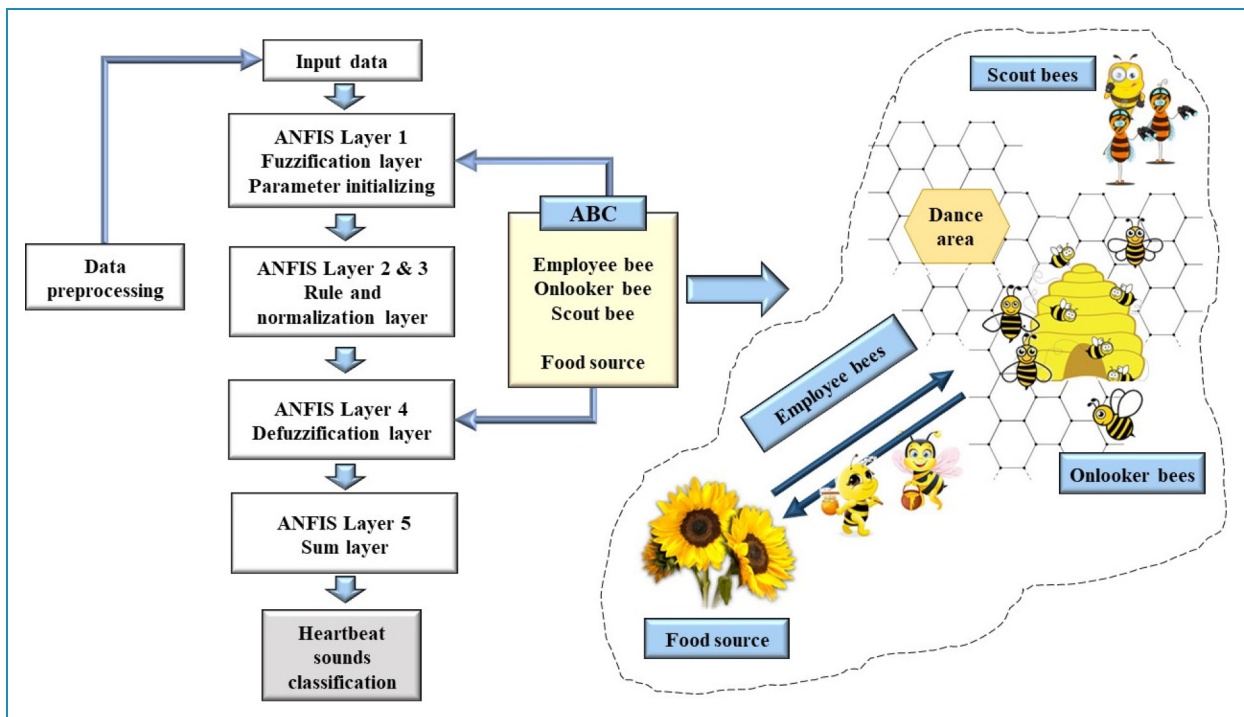 Input data
ANFIS Layer 1
Fuzzification layer
Parameter initializing
Data
preprocessing
ANFIS Layer 2 & 3
Rule and
normalization layer
ANFIS Layer 4
Defuzzification layer
ANFIS Layer 5
Sum layer
Heartbeat
sounds
classification
ABC
Employee bee
Onlooker bee
Scout bee
Food source
Scout bees
Dance
area
Employee bees
Onlooker bees
Food source